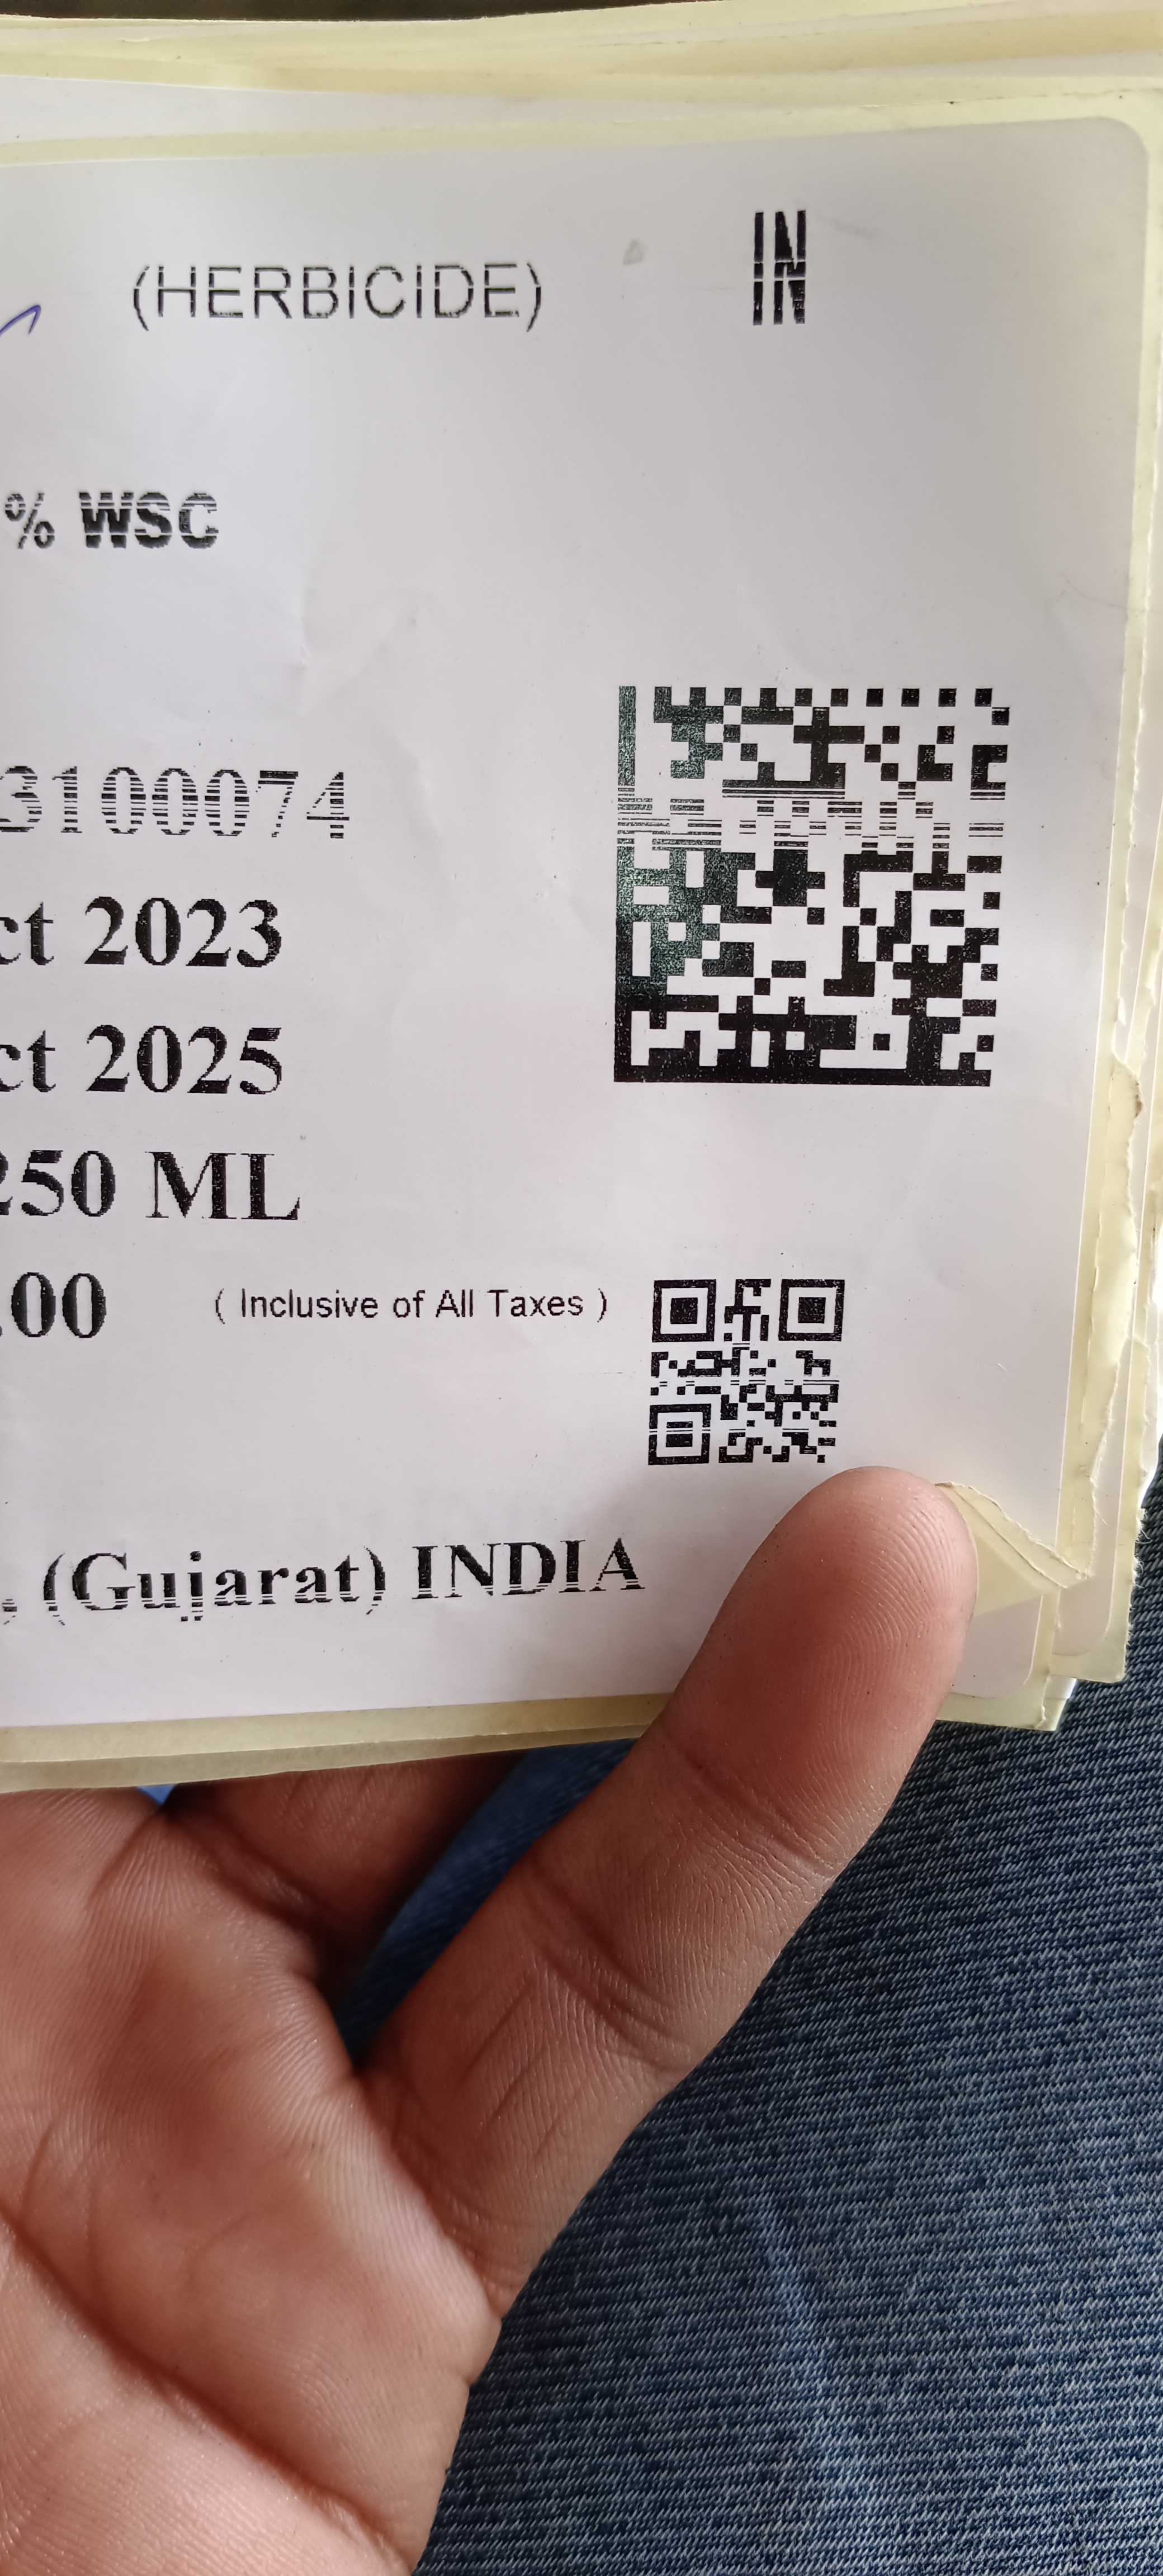 (HERBICIDE) IN
% WSC
3100074
ct 2023
ct 2025
250 ML
.00 ( Inclusive of All Taxes )
, (Gujarat) INDIA